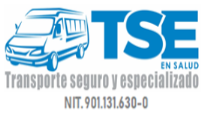 TSE
EN SALUD
Transporte seguro y especializado
NIT. 901.131.630-0